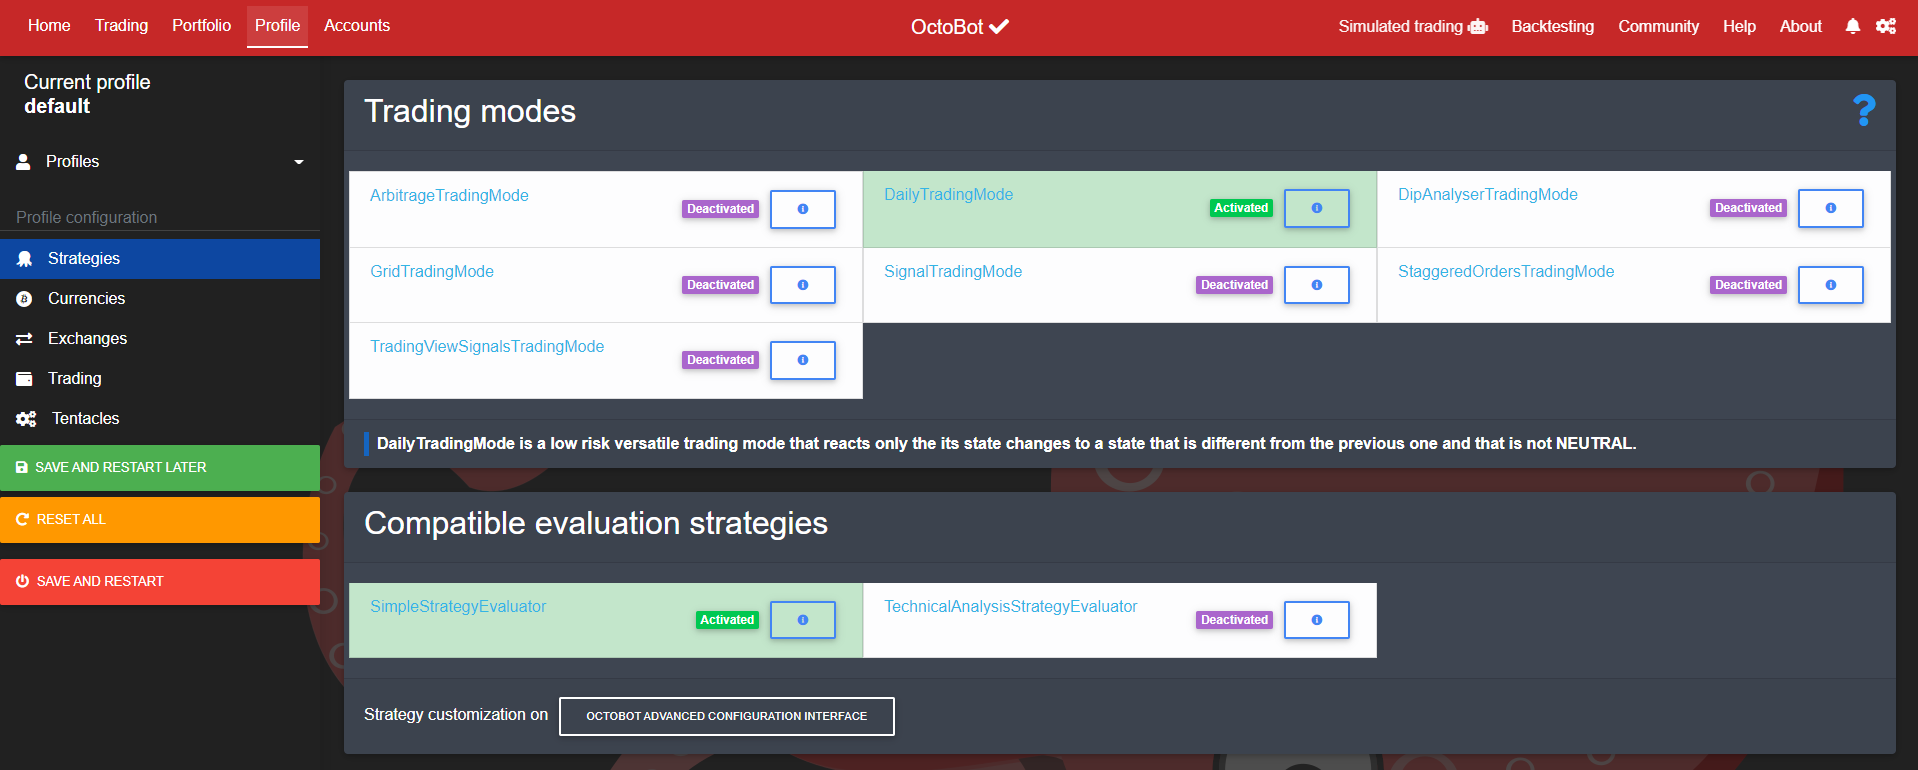 Home Trading Portfolio Profile Accounts OctoBot Simulated trading Backtesting Community Help About
Current profile
default
Profiles
Profile configuration
Strategies
Currencies
Exchanges
Trading
Tentacles
SAVE AND RESTART LATER
RESET ALL
SAVE AND RESTART
Trading modes
ArbitrageTradingMode Deactivated
DailyTradingMode Activated
DipAnalyserTradingMode Deactivated
GridTradingMode Deactivated
SignalTradingMode Deactivated
StaggeredOrdersTradingMode Deactivated
TradingViewSignalsTradingMode Deactivated
DailyTradingMode is a low risk versatile trading mode that reacts only the its state changes to a state that is different from the previous one and that is not NEUTRAL.
Compatible evaluation strategies
SimpleStrategyEvaluator Activated
TechnicalAnalysisStrategyEvaluator Deactivated
Strategy customization on OCTOBOT ADVANCED CONFIGURATION INTERFACE